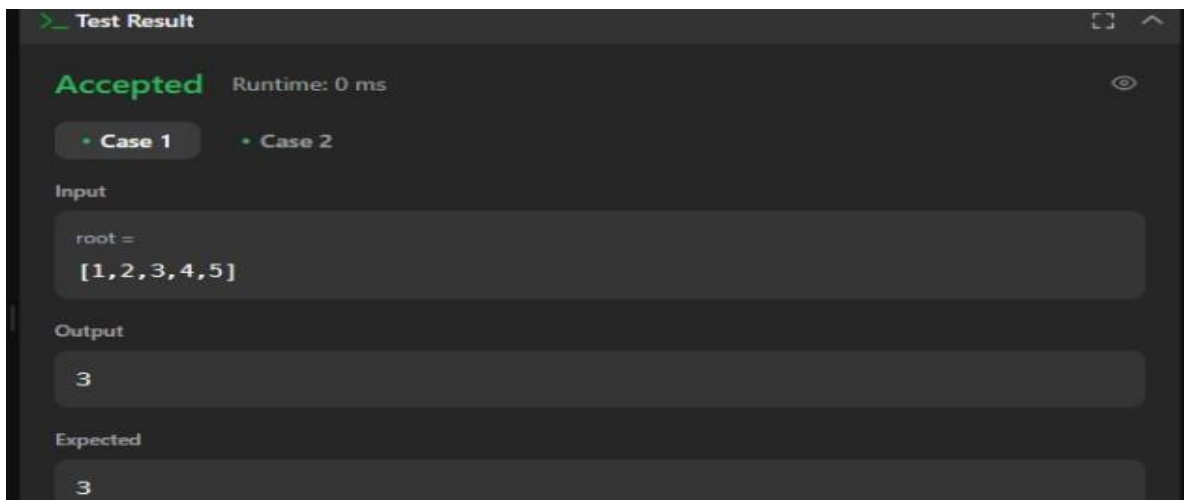 >_ Test Result
Accepted Runtime: 0 ms
• Case 1 • Case 2
Input
root =
[1,2,3,4,5]
Output
3
Expected
3